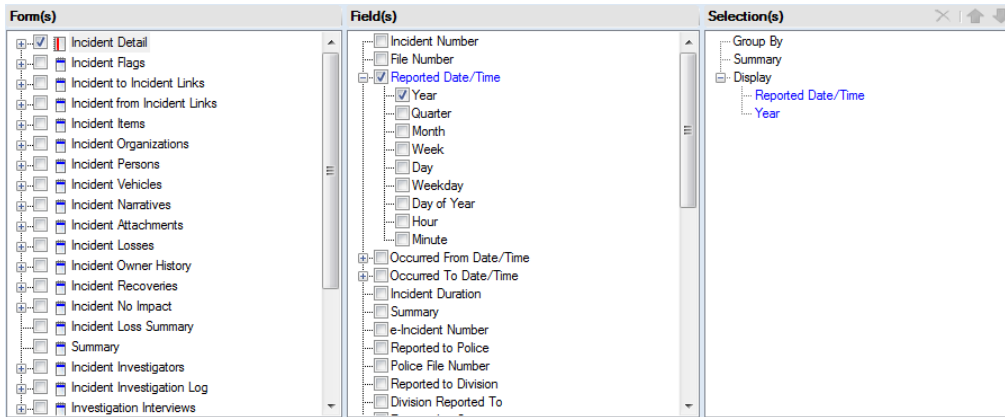 Form(s)
Incident Detail
Incident Flags
Incident to Incident Links
Incident from Incident Links
Incident Items
Incident Organizations
Incident Persons
Incident Vehicles
Incident Narratives
Incident Attachments
Incident Losses
Incident Owner History
Incident Recoveries
Incident No Impact
Incident Loss Summary
Summary
Incident Investigators
Incident Investigation Log
Investigation Interviews
Field(s)
Incident Number
File Number
Reported Date/Time
Year
Quarter
Month
Week
Day
Weekday
Day of Year
Hour
Minute
Occurred From Date/Time
Occurred To Date/Time
Incident Duration
Summary
e-Incident Number
Reported to Police
Police File Number
Reported to Division
Division Reported To
Selection(s)
Group By
Summary
Display
Reported Date/Time
Year